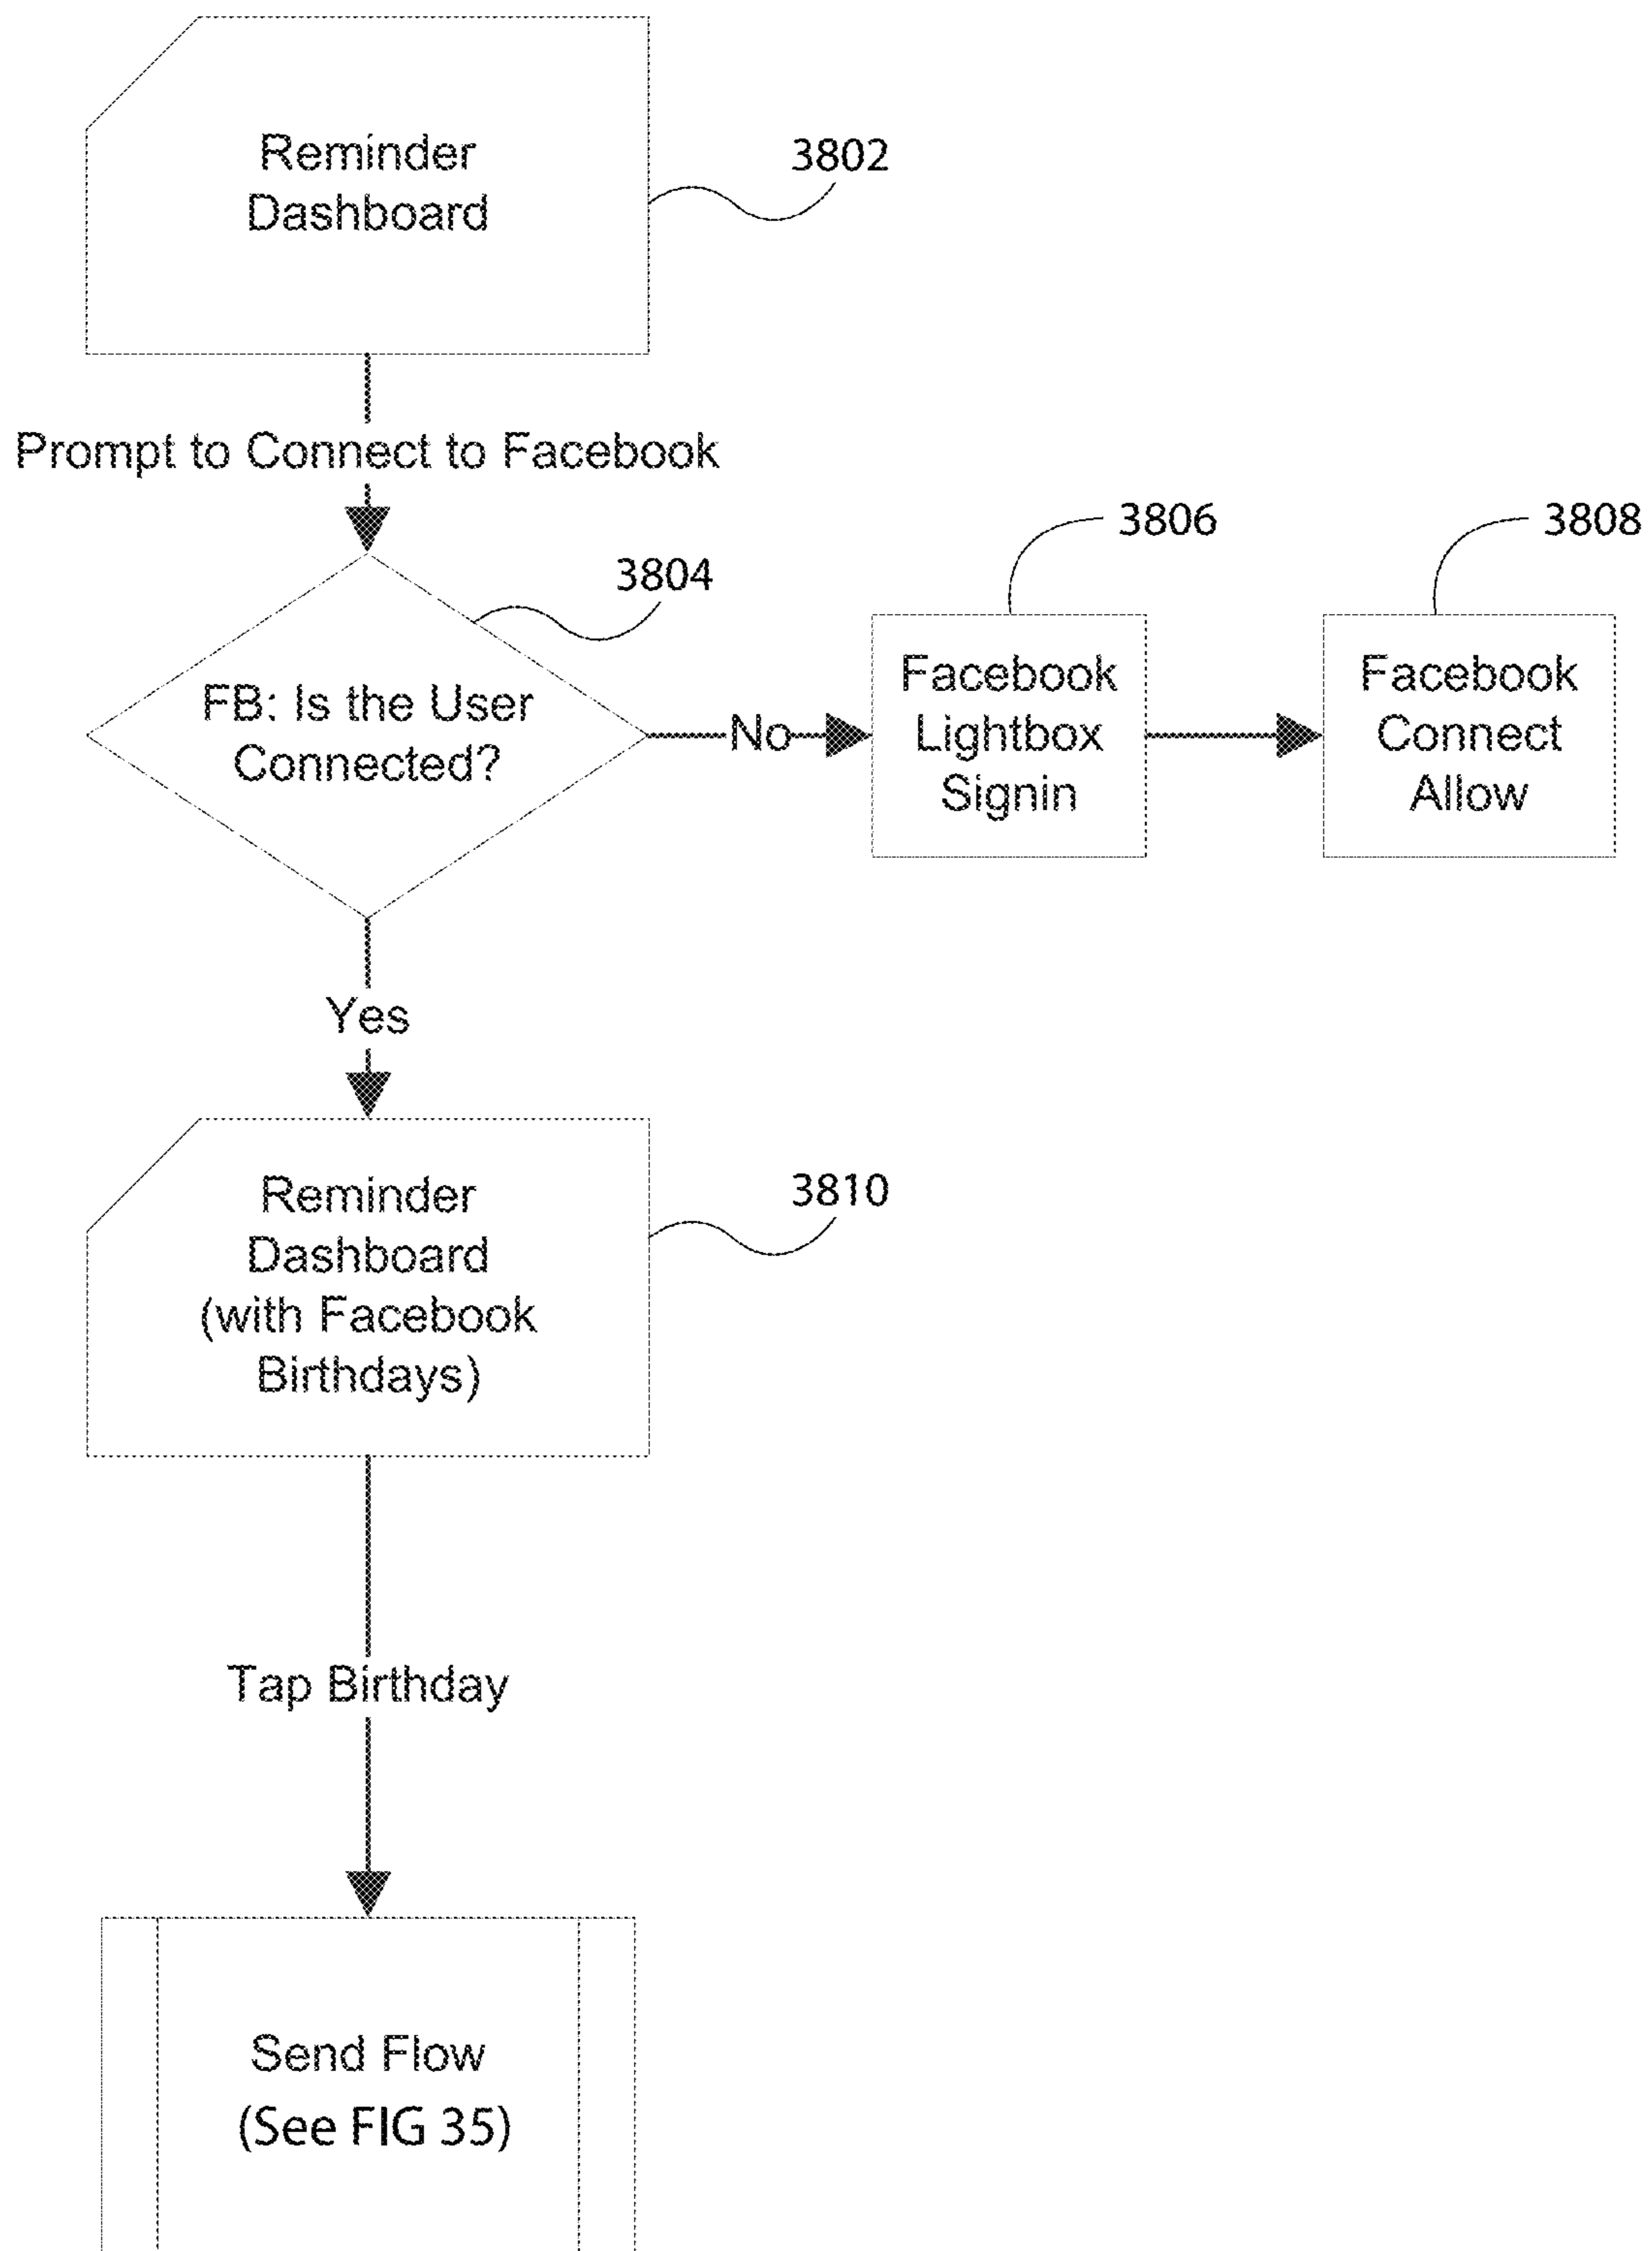 Reminder
Dashboard
3802
Prompt to Connect to Facebook
3804
3806
3808
FB: Is the User
Connected?
No
Facebook
Lightbox
Signin
Facebook
Connect
Allow
Yes
Reminder
Dashboard
(with Facebook
Birthdays)
3810
Tap Birthday
Send Flow
(See FIG 35)